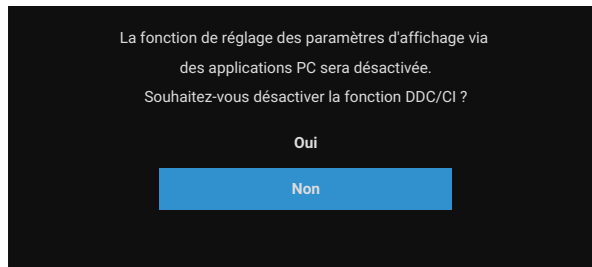 La fonction de réglage des paramètres d'affichage via
des applications PC sera désactivée.
Souhaitez-vous désactiver la fonction DDC/CI ?
Oui
Non